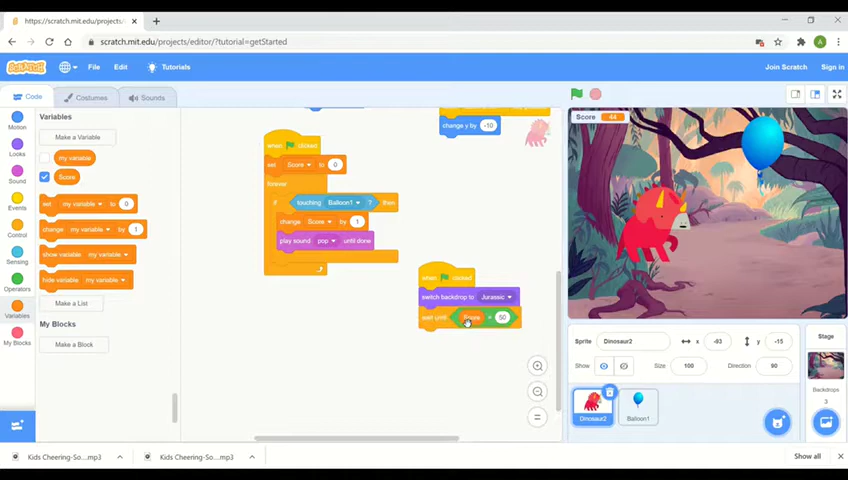 https://scratch.mit.edu/projects/
scratch.mit.edu/projects/editor/?tutorial=getStarted
A
SCRATCH
File
Edit
Tutorials
Join Scratch
Sign in
Code
Costumes
Sounds
Motion
Looks
Sound
Events
Control
Sensing
Operators
Variables
My Blocks
Variables
Make a Variable
my variable
Score
set my variable to 0
change my variable by 1
show variable my variable
hide variable my variable
Make a List
My Blocks
Make a Block
change y by -10
when clicked
set Score to 0
forever
if touching Balloon1 ? then
change Score by 1
play sound pop until done
when clicked
switch backdrop to Jurassic
wait until Score = 50
Score 44
Sprite Dinosaur2 x -93 y -15
Show Size 100 Direction 90
Dinosaur2
Balloon1
Stage
Backdrops
3
Kids Cheering-So....mp3
Kids Cheering-So....mp3
Show all